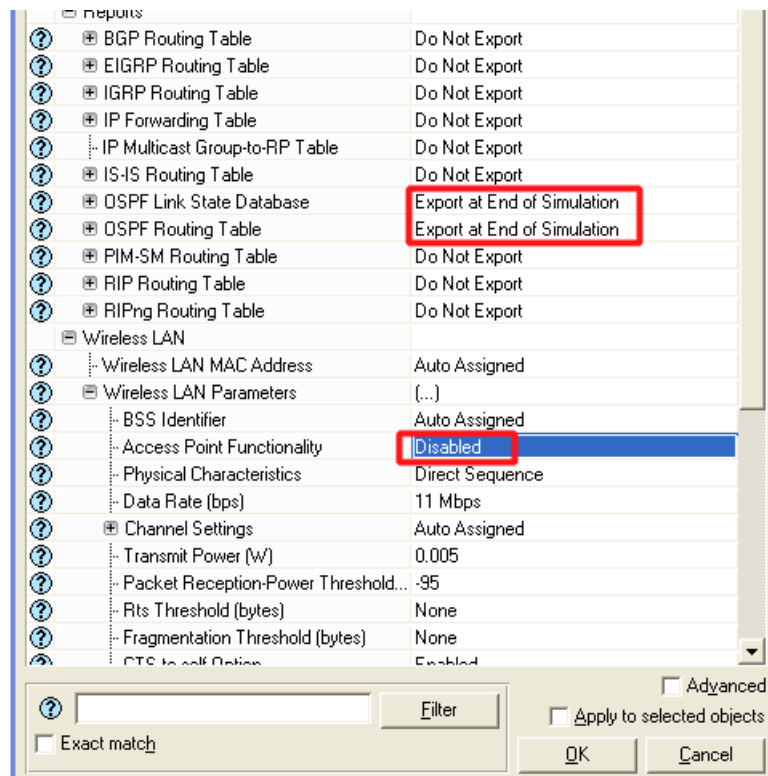 Reports
BGP Routing Table Do Not Export
EIGRP Routing Table Do Not Export
IGRP Routing Table Do Not Export
IP Forwarding Table Do Not Export
IP Multicast Group-to-RP Table Do Not Export
IS-IS Routing Table Do Not Export
OSPF Link State Database Export at End of Simulation
OSPF Routing Table Export at End of Simulation
PIM-SM Routing Table Do Not Export
RIP Routing Table Do Not Export
RIPng Routing Table Do Not Export
Wireless LAN
Wireless LAN MAC Address Auto Assigned
Wireless LAN Parameters (...)
BSS Identifier Auto Assigned
Access Point Functionality Disabled
Physical Characteristics Direct Sequence
Data Rate (bps) 11 Mbps
Channel Settings Auto Assigned
Transmit Power (W) 0.005
Packet Reception-Power Threshold... -95
Rts Threshold (bytes) None
Fragmentation Threshold (bytes) None
CTS-to-self Option Enabled
Advanced
Filter
Apply to selected objects
Exact match
OK Cancel